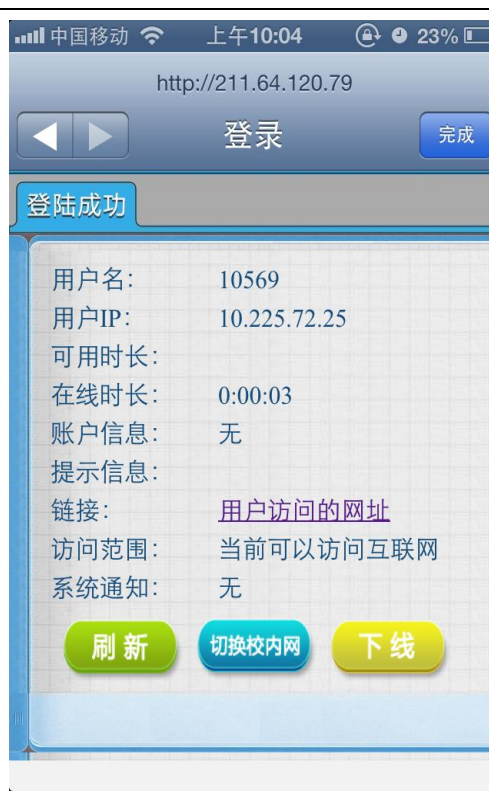 中国移动 上午10:04 23%
http://211.64.120.79
登录
完成
登陆成功
用户名: 10569
用户IP: 10.225.72.25
可用时长:
在线时长: 0:00:03
账户信息: 无
提示信息:
链接: 用户访问的网址
访问范围: 当前可以访问互联网
系统通知: 无
刷新 切换校内网 下线